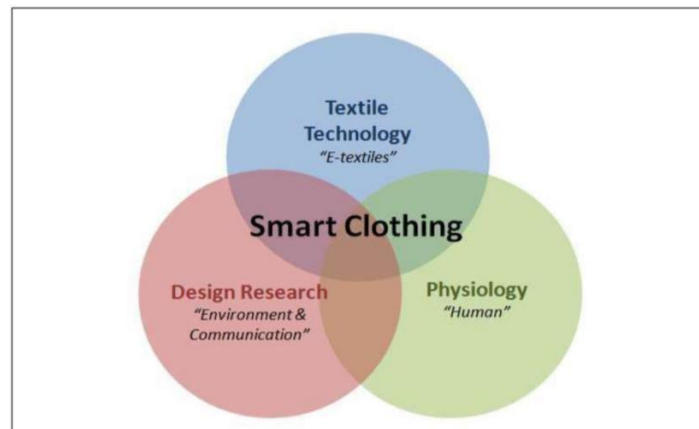 Textile
Technology
“E-textiles”
Smart Clothing
Design Research
“Environment &
Communication”
Physiology
“Human”